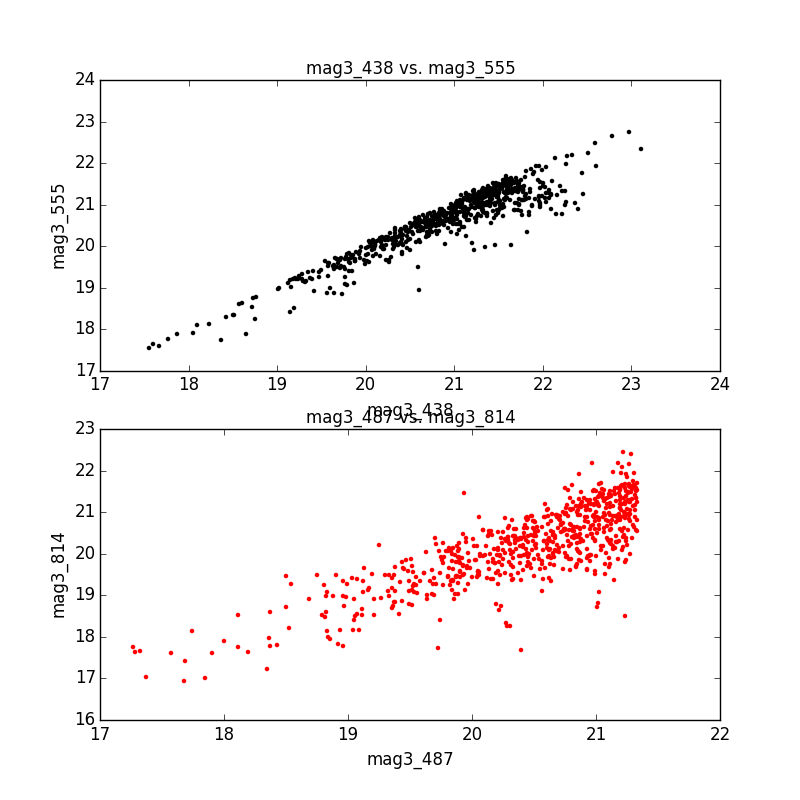 mag3_438 vs. mag3_555
24
23
22
21
20
19
18
17
mag3_555
17 18 19 20 21 22 23 24
mag3_438
mag3_487 vs. mag3_814
23
22
21
20
19
18
17
16
mag3_814
17 18 19 20 21 22
mag3_487